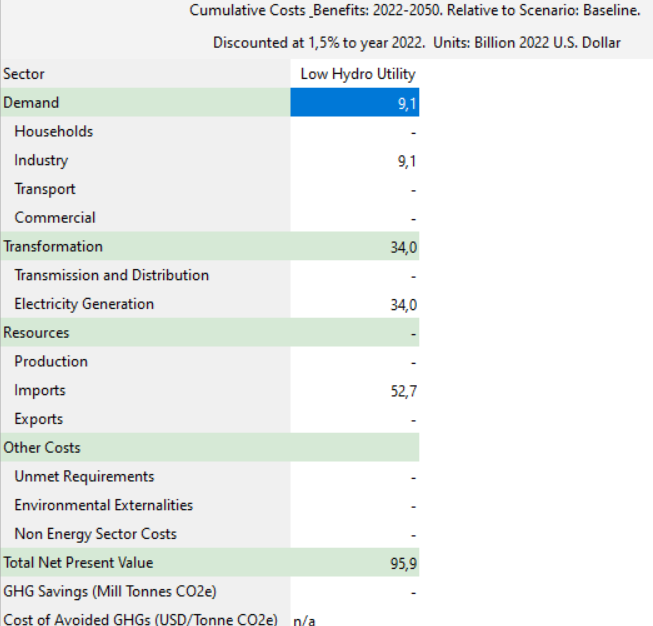 Cumulative Costs _Benefits: 2022-2050. Relative to Scenario: Baseline.
Discounted at 1,5% to year 2022.  Units: Billion 2022 U.S. Dollar
Sector Low Hydro Utility
Demand 9,1
Households -
Industry 9,1
Transport -
Commercial -
Transformation 34,0
Transmission and Distribution -
Electricity Generation 34,0
Resources -
Production -
Imports 52,7
Exports -
Other Costs
Unmet Requirements -
Environmental Externalities -
Non Energy Sector Costs -
Total Net Present Value 95,9
GHG Savings (Mill Tonnes CO2e) -
Cost of Avoided GHGs (USD/Tonne CO2e) n/a